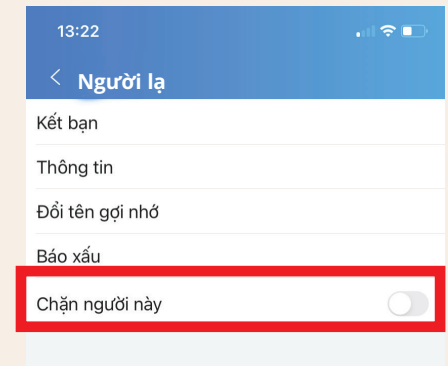 13:22
Người lạ
Kết bạn
Thông tin
Đổi tên gợi nhớ
Báo xấu
Chặn người này